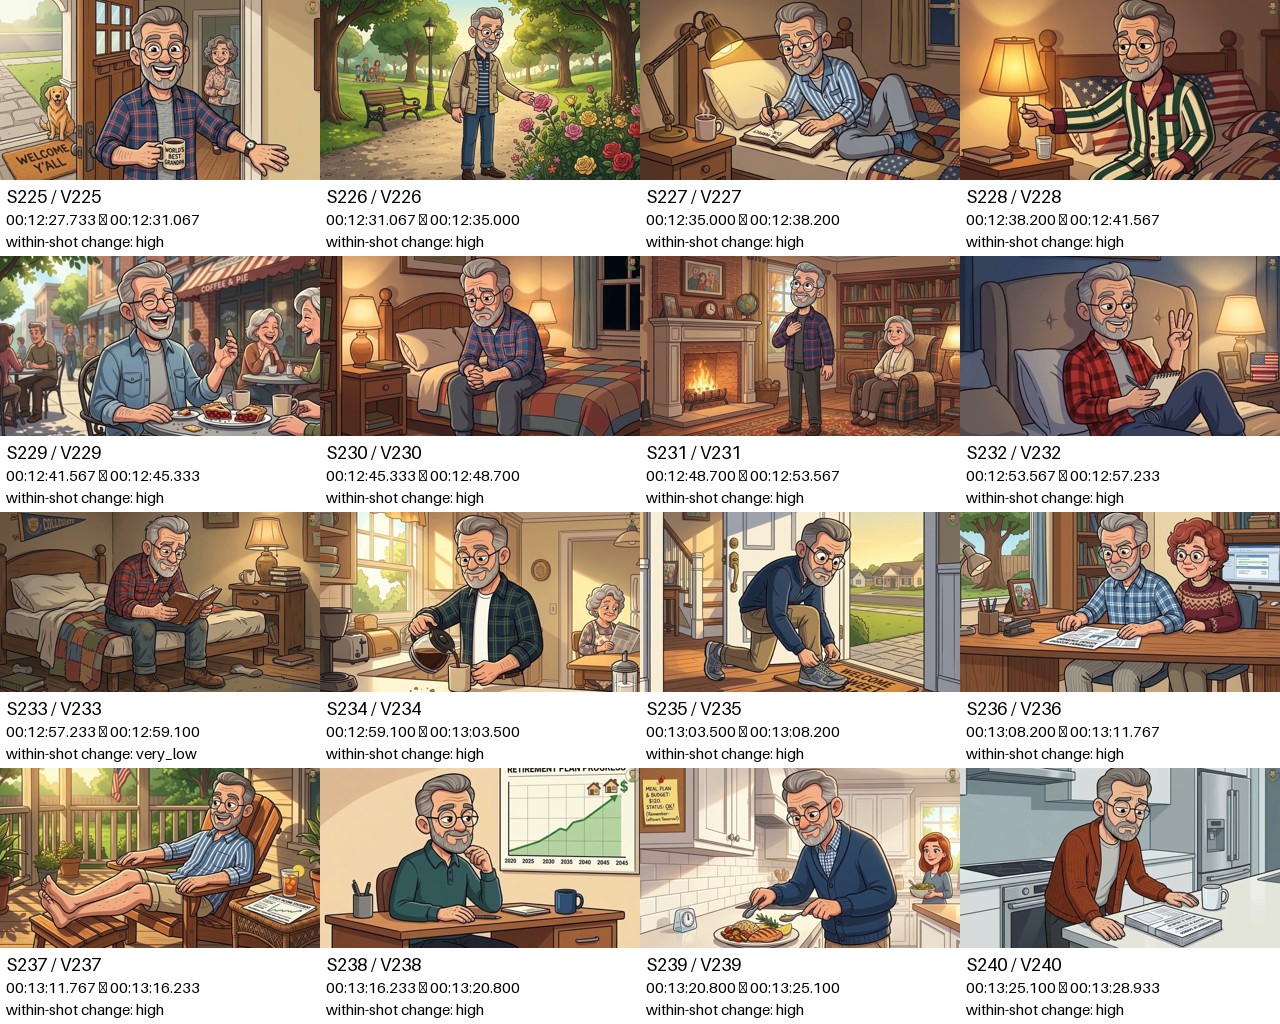 WELCOME
Y'ALL
WORLD'S
BEST
GRANDPA
S225 / V225
00:12:27.733 00:12:31.067
within-shot change: high
S226 / V226
00:12:31.067 00:12:35.000
within-shot change: high
S227 / V227
00:12:35.000 00:12:38.200
within-shot change: high
S228 / V228
00:12:38.200 00:12:41.567
within-shot change: high
COFFEE & PIE
S229 / V229
00:12:41.567 00:12:45.333
within-shot change: high
S230 / V230
00:12:45.333 00:12:48.700
within-shot change: high
S231 / V231
00:12:48.700 00:12:53.567
within-shot change: high
S232 / V232
00:12:53.567 00:12:57.233
within-shot change: high
S233 / V233
00:12:57.233 00:12:59.100
within-shot change: very_low
S234 / V234
00:12:59.100 00:13:03.500
within-shot change: high
WELCOME
S235 / V235
00:13:03.500 00:13:08.200
within-shot change: high
S236 / V236
00:13:08.200 00:13:11.767
within-shot change: high
S237 / V237
00:13:11.767 00:13:16.233
within-shot change: high
RETIREMENT PLAN PROGRESS
$
2020 2025 2030 2035 2040 2045 2045
S238 / V238
00:13:16.233 00:13:20.800
within-shot change: high
MEAL PLAN
& BUDGET:
$120.
STATUS: OK!
(Remember:
Leftovers Tomorrow!)
S239 / V239
00:13:20.800 00:13:25.100
within-shot change: high
S240 / V240
00:13:25.100 00:13:28.933
within-shot change: high